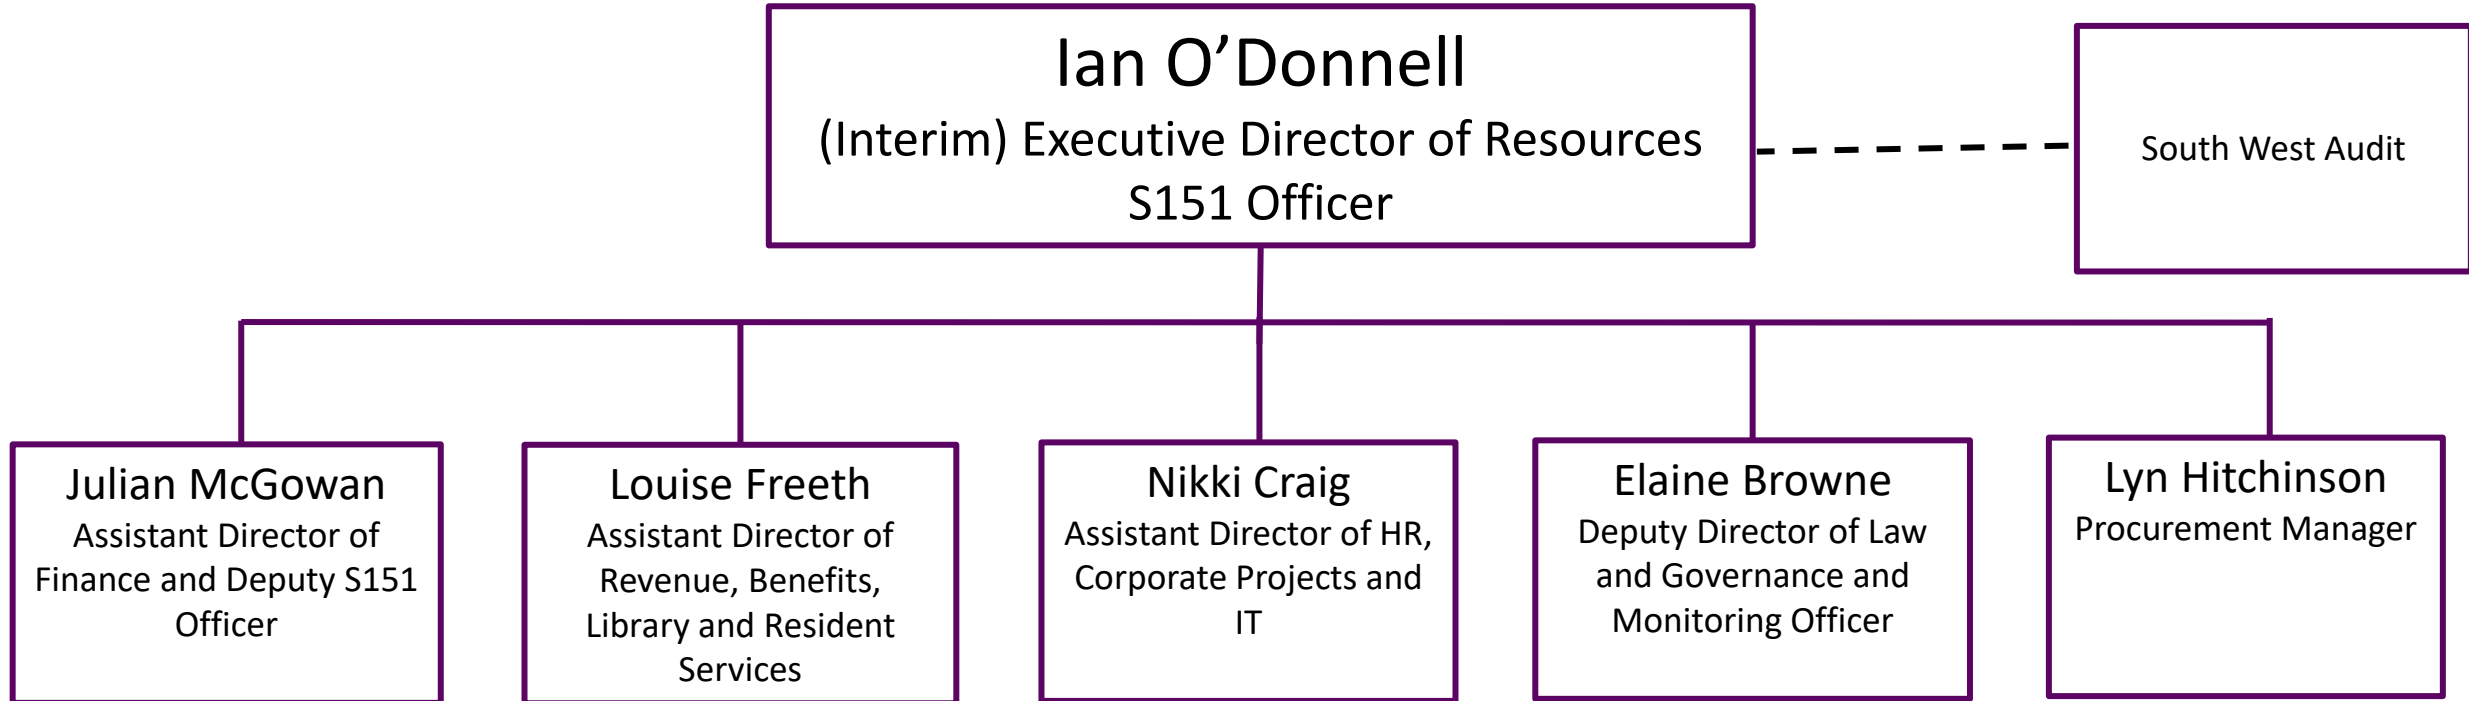 Ian O’Donnell
(Interim) Executive Director of Resources
S151 Officer
South West Audit
Julian McGowan
Assistant Director of
Finance and Deputy S151
Officer
Louise Freeth
Assistant Director of
Revenue, Benefits,
Library and Resident
Services
Nikki Craig
Assistant Director of HR,
Corporate Projects and
IT
Elaine Browne
Deputy Director of Law
and Governance and
Monitoring Officer
Lyn Hitchinson
Procurement Manager